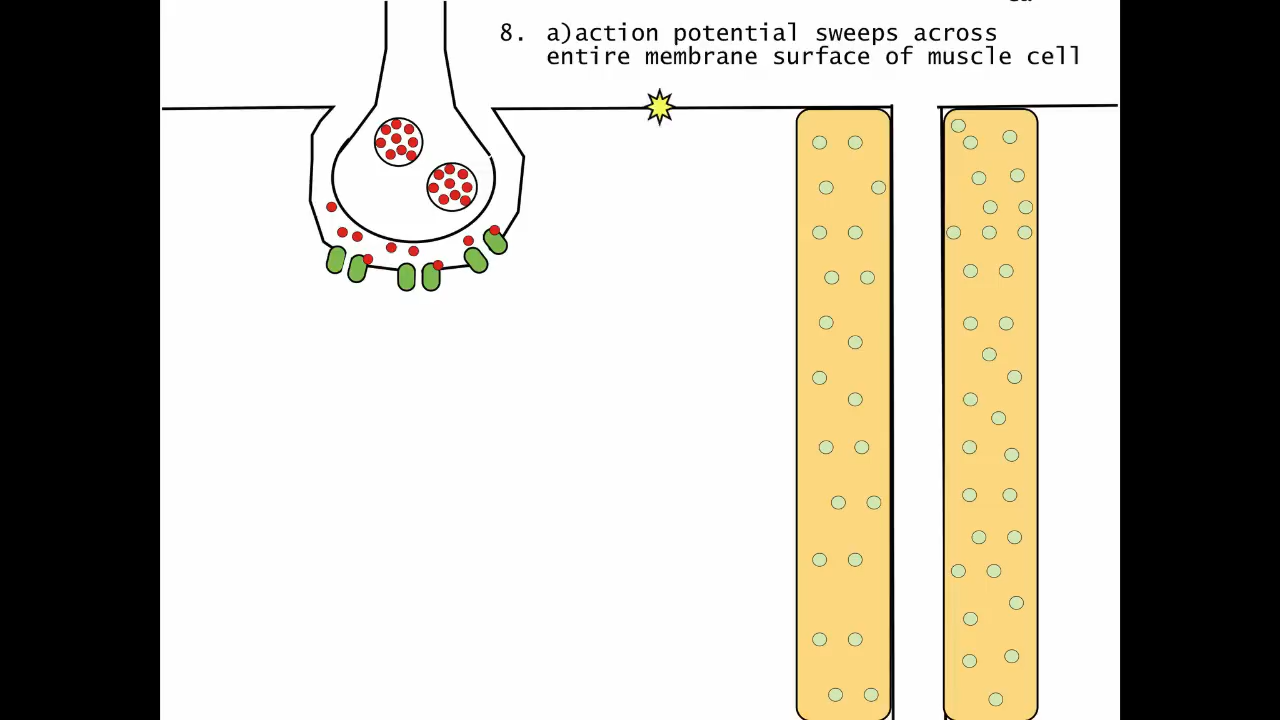 8. a)action potential sweeps across
entire membrane surface of muscle cell